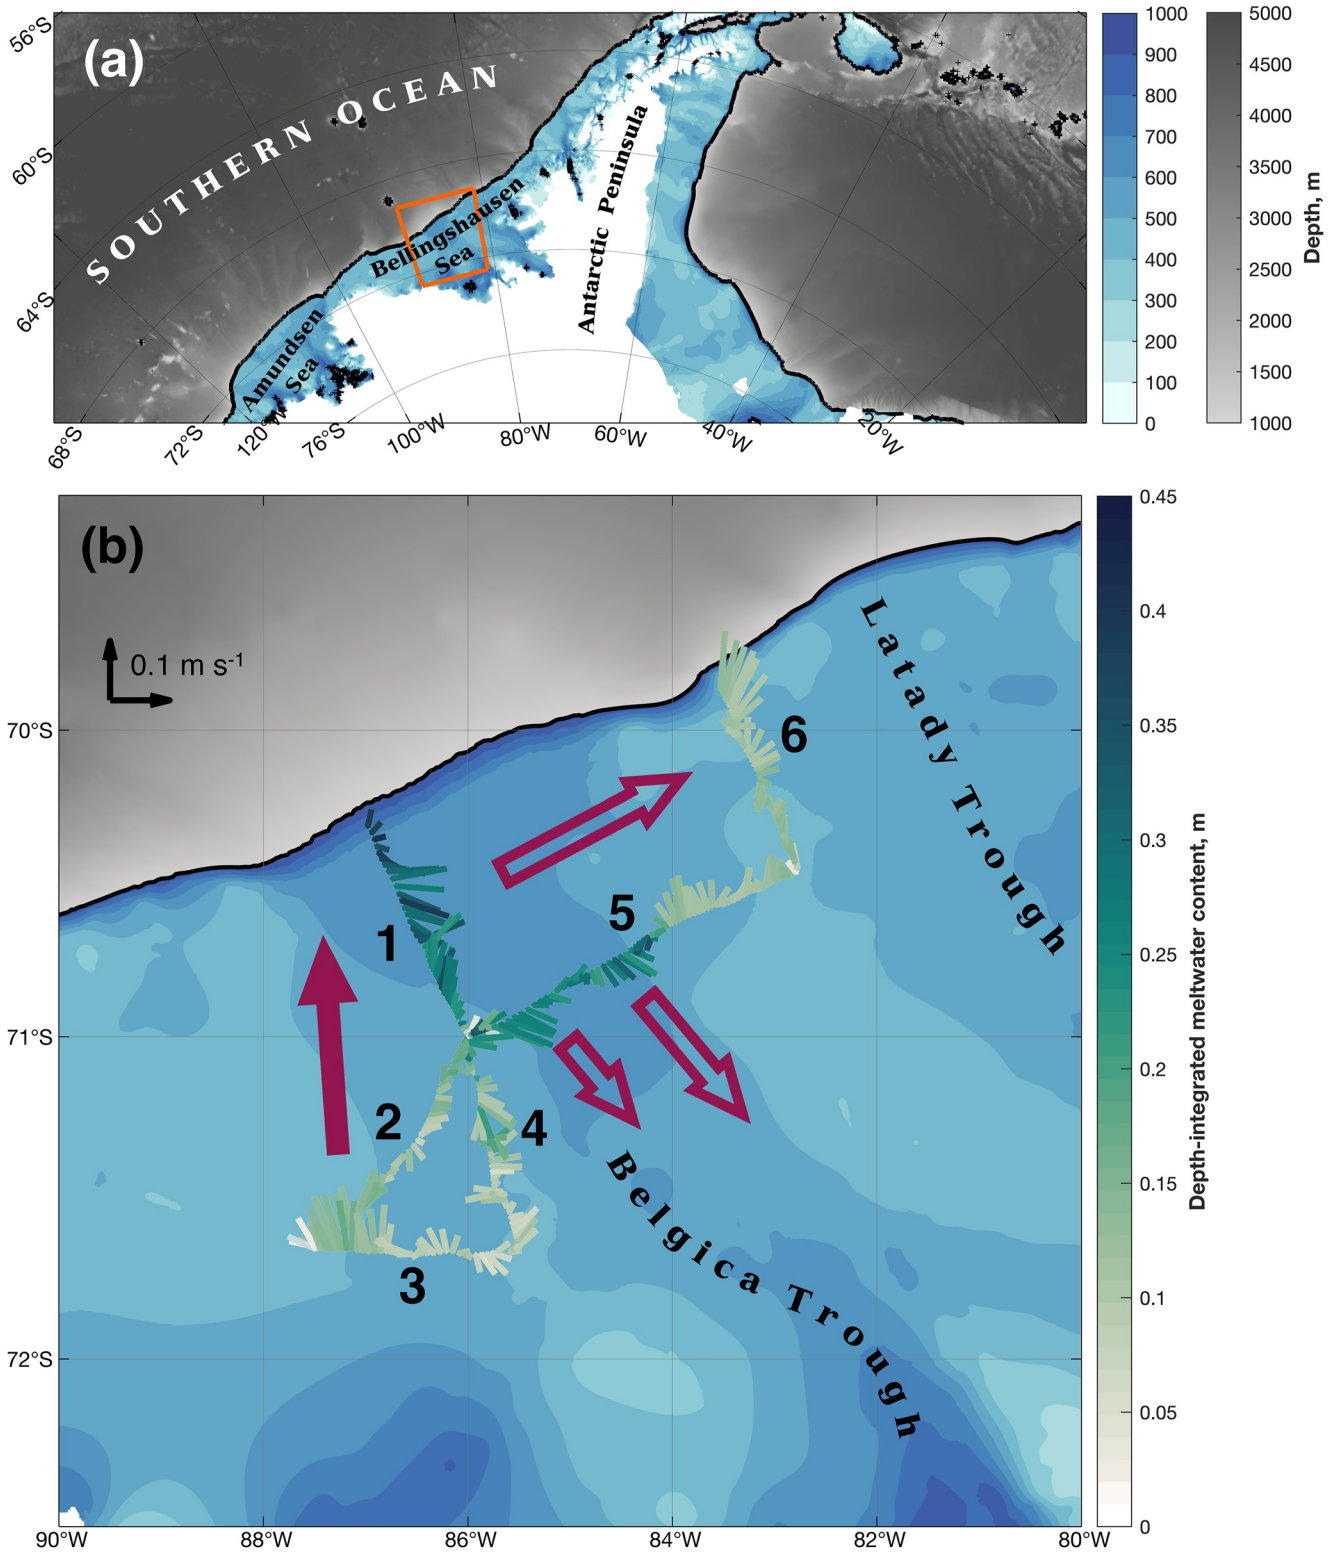 (a)
SOUTHERN OCEAN
Bellingshausen
Sea
Amundsen
Sea
Antarctic Peninsula
56°S
60°S
64°S
68°S
72°S
120°W
76°S
100°W
80°W
60°W
40°W
20°W
1000
900
800
700
600
500
400
300
200
100
0
5000
4500
4000
3500
3000
2500
2000
1500
1000
Depth, m
(b)
0.1 m s-1
Latady Trough
6
5
1
2
4
3
Belgica Trough
70°S
71°S
72°S
90°W
88°W
86°W
84°W
82°W
80°W
0.45
0.4
0.35
0.3
0.25
0.2
0.15
0.1
0.05
0
Depth-integrated meltwater content, m